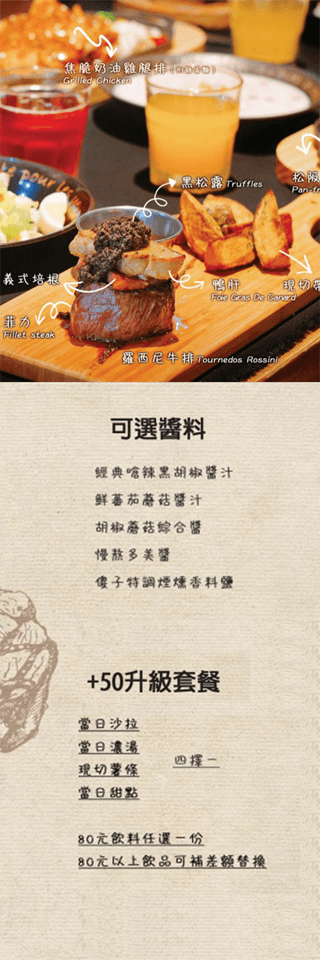 焦脆奶油雞腿排
Grilled Chicken
黑松露 Truffles
松阪
Pan-fr
義式培根
鴨肝
Foie Gras De Canard
現切薯
菲力
Fillet steak
羅西尼牛排 Tournedos Rossini
可選醬料
經典嗆辣黑胡椒醬汁
鮮蕃茄蘑菇醬汁
胡椒蘑菇綜合醬
慢熬多美醬
傻子特調煙燻香料鹽
+50升級套餐
當日沙拉
當日濃湯
現切薯條
四擇一
當日甜點
80元飲料任選一份
80元以上飲品可補差額替換